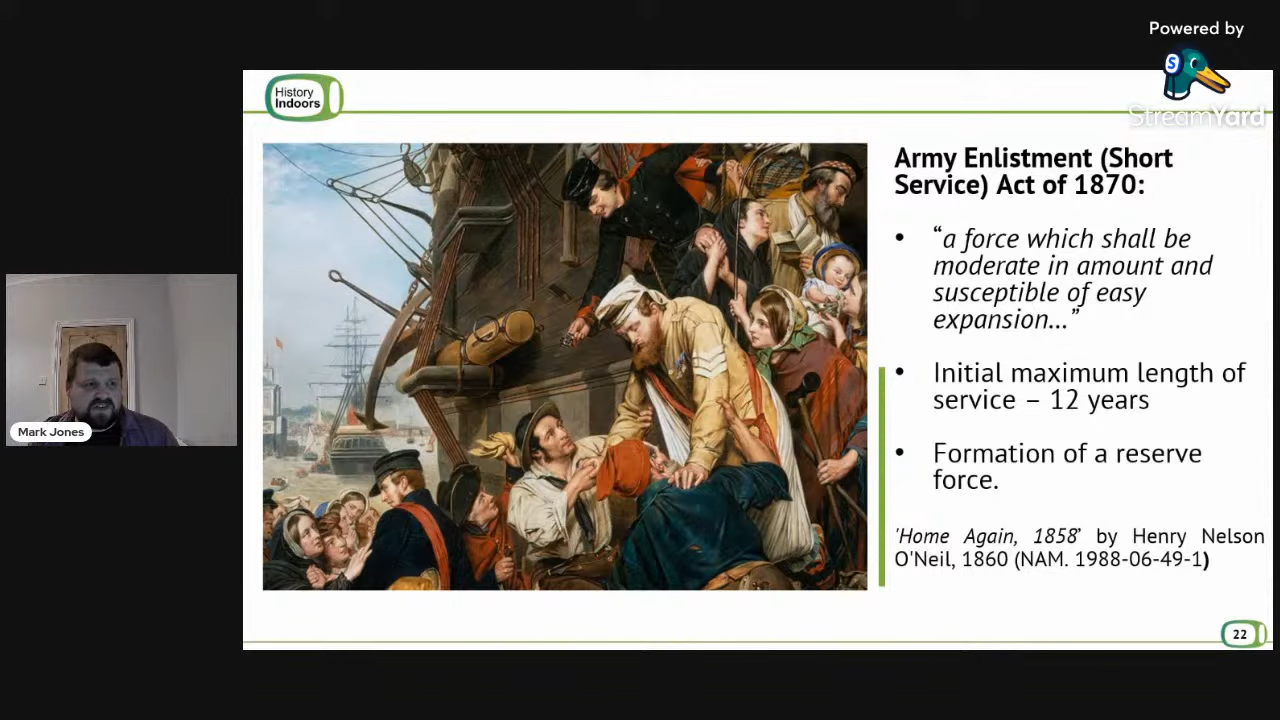 Powered by
StreamYard
History
Indoors
Army Enlistment (Short
Service) Act of 1870:
• “a force which shall be
moderate in amount and
susceptible of easy
expansion…”
• Initial maximum length of
service – 12 years
• Formation of a reserve
force.
'Home Again, 1858’ by Henry Nelson
O'Neil, 1860 (NAM. 1988-06-49-1)
Mark Jones
22
S